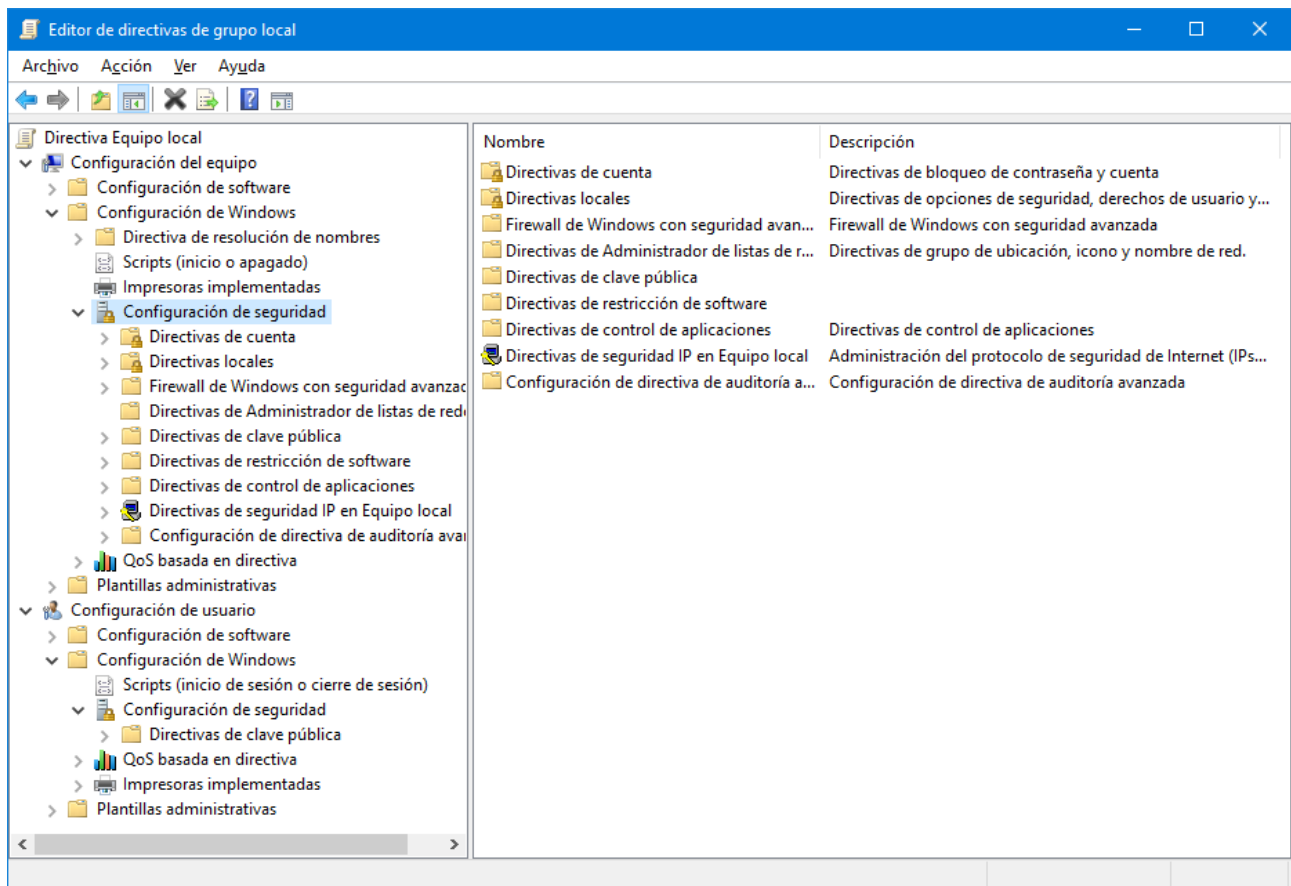 Editor de directivas de grupo local
Archivo Acción Ver Ayuda
Directiva Equipo local
Configuración del equipo
Configuración de software
Configuración de Windows
Directiva de resolución de nombres
Scripts (inicio o apagado)
Impresoras implementadas
Configuración de seguridad
Directivas de cuenta
Directivas locales
Firewall de Windows con seguridad avanzad
Directivas de Administrador de listas de rede
Directivas de clave pública
Directivas de restricción de software
Directivas de control de aplicaciones
Directivas de seguridad IP en Equipo local
Configuración de directiva de auditoría avan
QoS basada en directiva
Plantillas administrativas
Configuración de usuario
Configuración de software
Configuración de Windows
Scripts (inicio de sesión o cierre de sesión)
Configuración de seguridad
Directivas de clave pública
QoS basada en directiva
Impresoras implementadas
Plantillas administrativas
Nombre Descripción
Directivas de cuenta Directivas de bloqueo de contraseña y cuenta
Directivas locales Directivas de opciones de seguridad, derechos de usuario y...
Firewall de Windows con seguridad avan... Firewall de Windows con seguridad avanzada
Directivas de Administrador de listas de r... Directivas de grupo de ubicación, icono y nombre de red.
Directivas de clave pública
Directivas de restricción de software
Directivas de control de aplicaciones Directivas de control de aplicaciones
Directivas de seguridad IP en Equipo local Administración del protocolo de seguridad de Internet (IPs...
Configuración de directiva de auditoría a... Configuración de directiva de auditoría avanzada